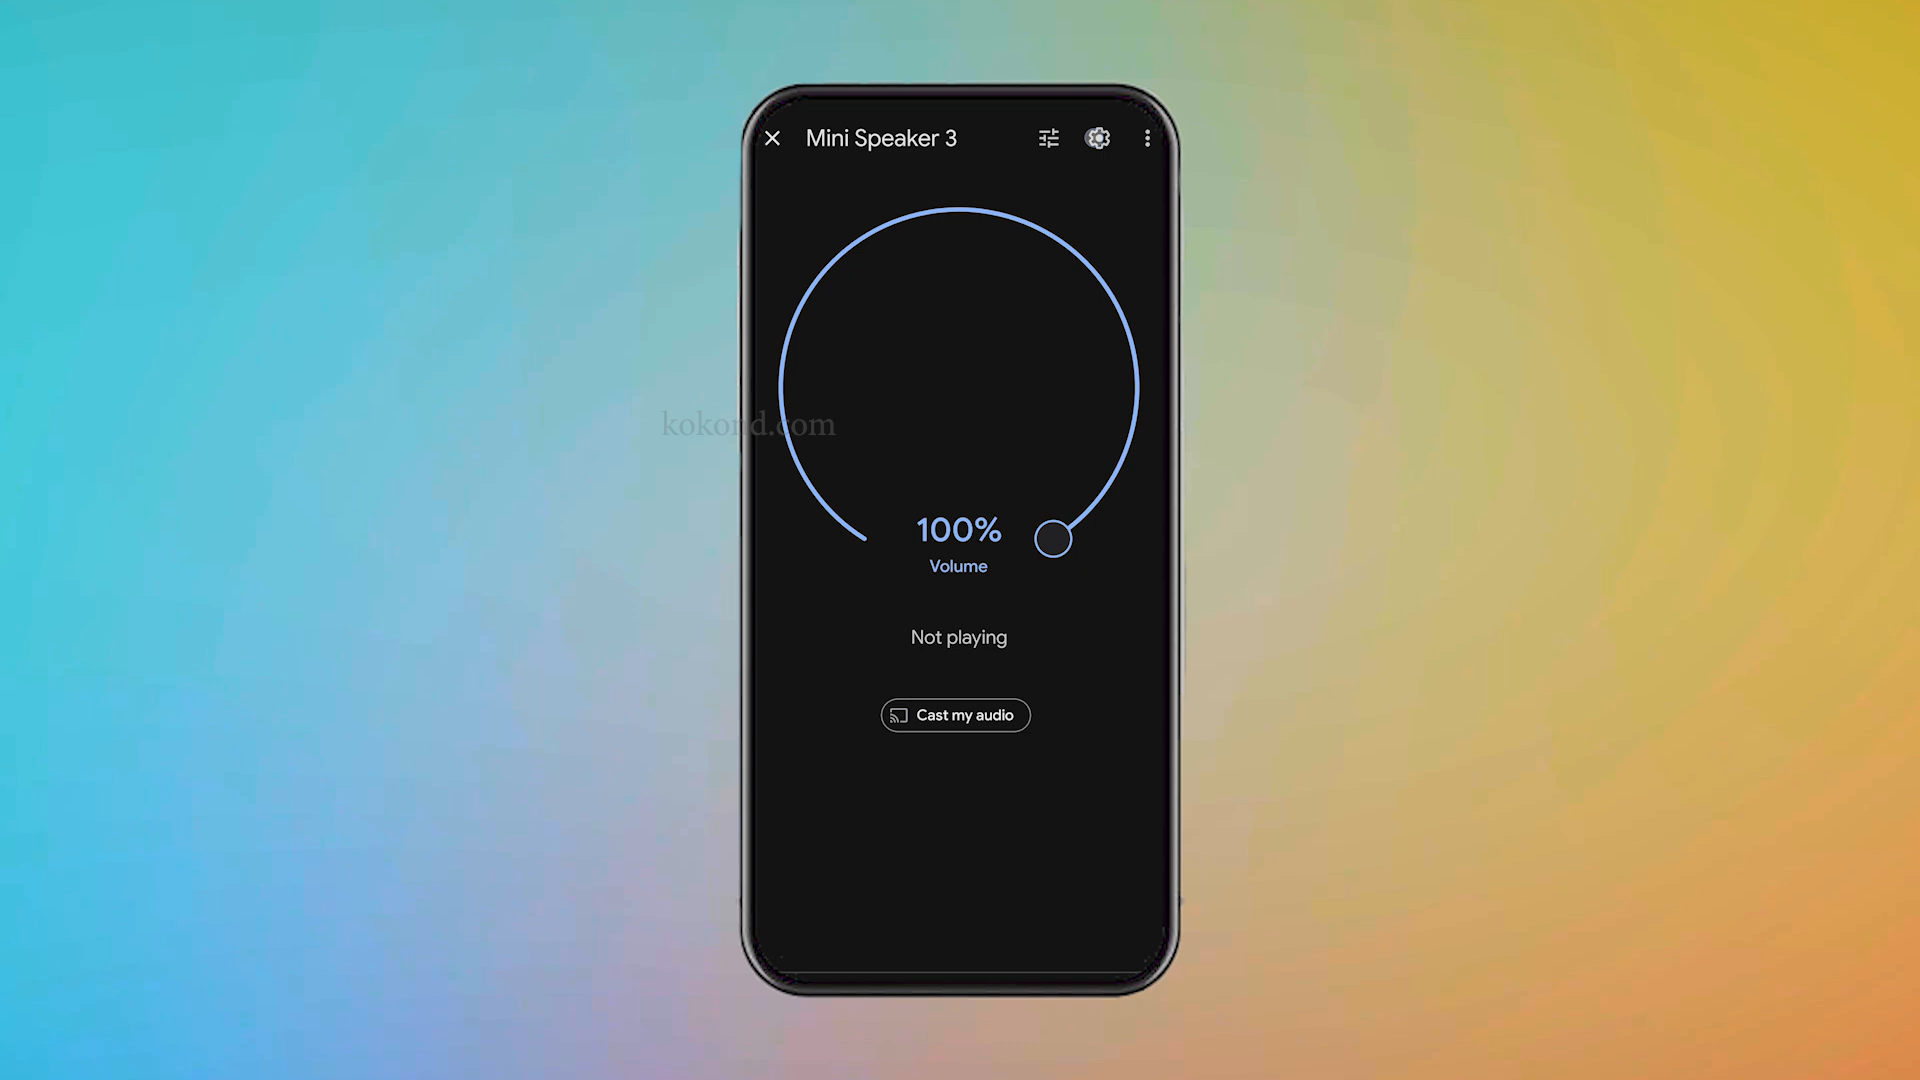 Mini Speaker 3
kokond.com
100%
Volume
Not playing
Cast my audio